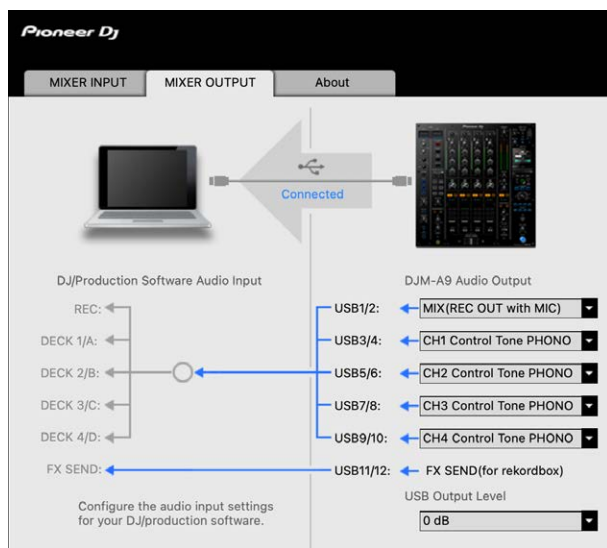 Pioneer Dj
MIXER INPUT
MIXER OUTPUT
About
Connected
DJ/Production Software Audio Input
DJM-A9 Audio Output
REC:
USB1/2:
MIX(REC OUT with MIC)
DECK 1/A:
USB3/4:
CH1 Control Tone PHONO
DECK 2/B:
USB5/6:
CH2 Control Tone PHONO
DECK 3/C:
USB7/8:
CH3 Control Tone PHONO
DECK 4/D:
USB9/10:
CH4 Control Tone PHONO
FX SEND:
USB11/12:
FX SEND(for rekordbox)
Configure the audio input settings
for your DJ/production software.
USB Output Level
0 dB